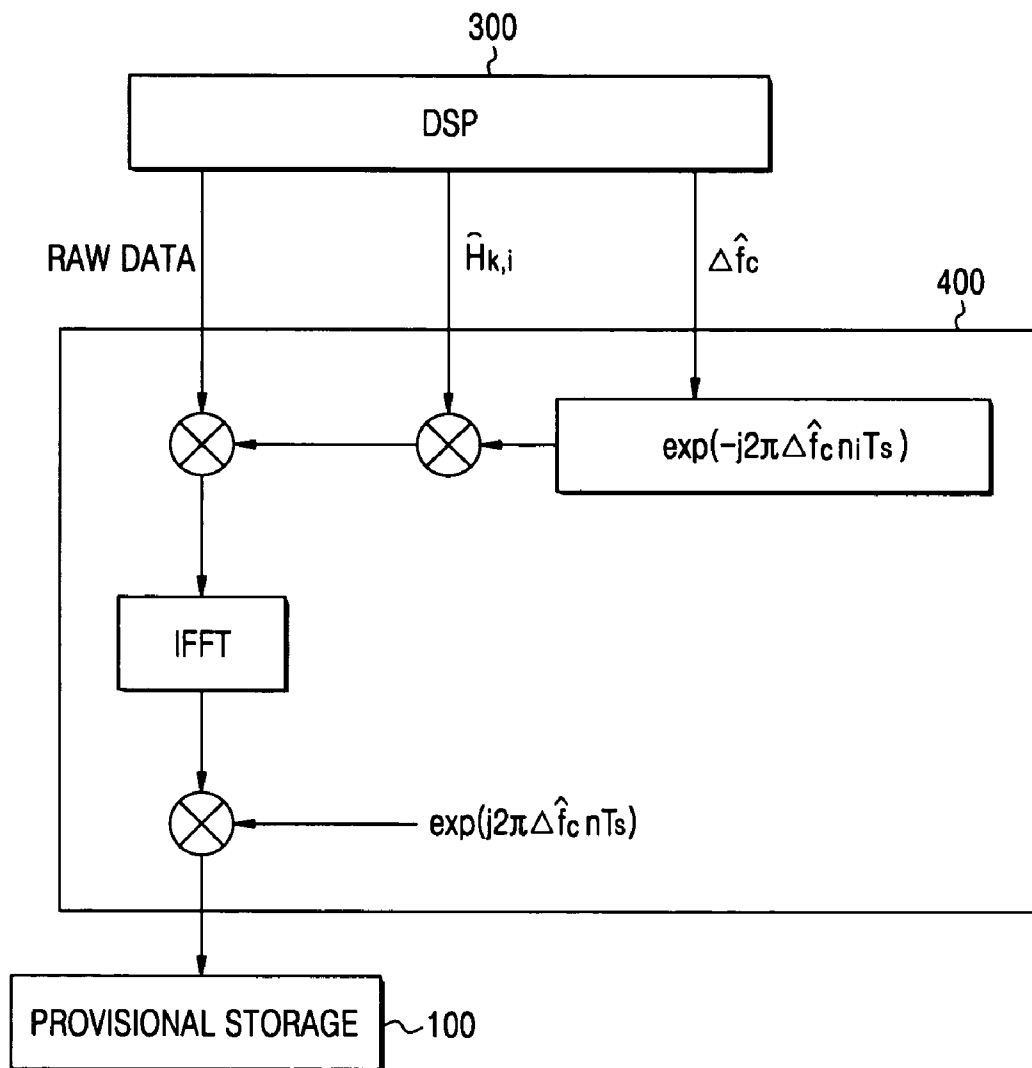 300
DSP
RAW DATA
Ĥk,i
Δf̂c
400
exp(-j2πΔf̂c niTs)
IFFT
exp(j2πΔf̂c nTs)
PROVISIONAL STORAGE
100